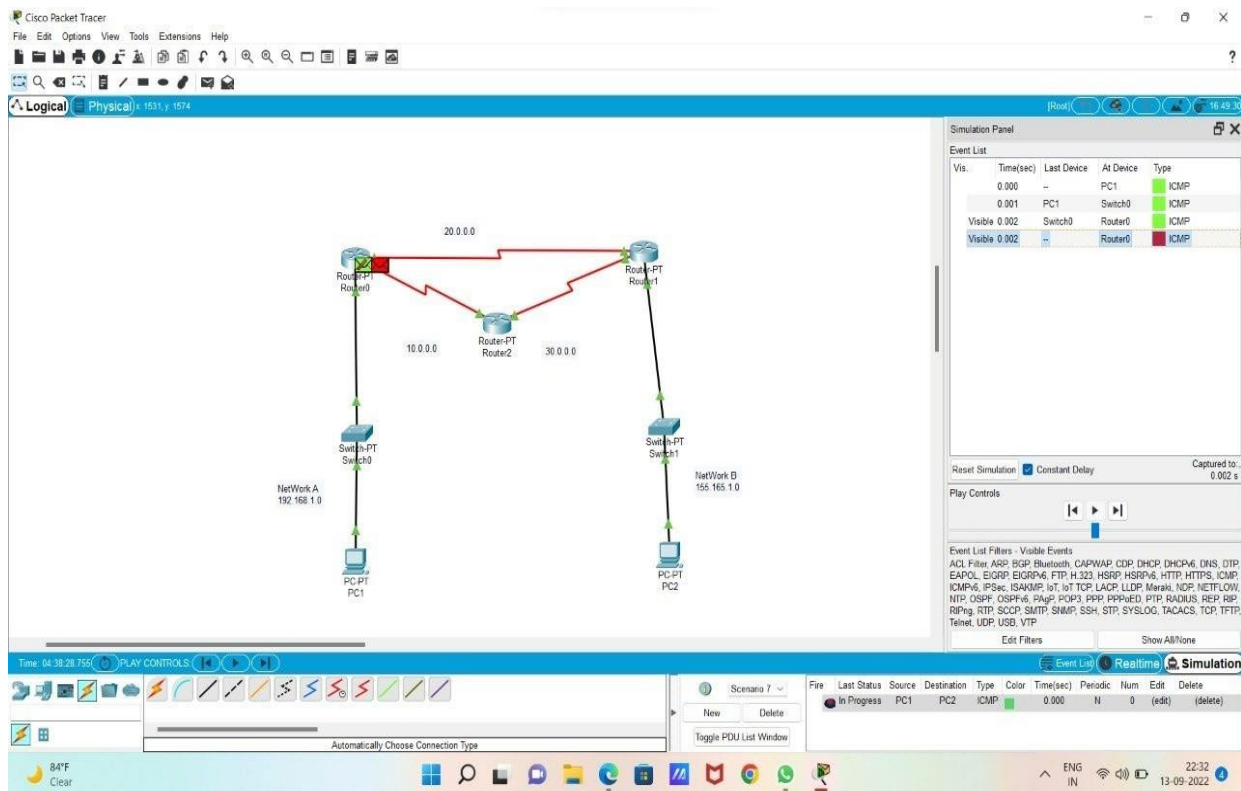 Cisco Packet Tracer
File Edit Options View Tools Extensions Help
?
Logical Physical x: 1531, y: 1574 [Root] 16:49:30
Simulation Panel
Event List
Vis. Time(sec) Last Device At Device Type
0.000 -- PC1 ICMP
0.001 PC1 Switch0 ICMP
Visible 0.002 Switch0 Router0 ICMP
Visible 0.002 -- Router0 ICMP
20.0.0.0
Router-PT
Router0
Router-PT
Router1
Router-PT
Router2
10.0.0.0
30.0.0.0
Switch-PT
Switch0
Switch-PT
Switch1
NetWork A
192.168.1.0
NetWork B
155.165.1.0
PC-PT
PC1
PC-PT
PC2
Reset Simulation Constant Delay Captured to:
0.002 s
Play Controls
Event List Filters - Visible Events
ACL Filter, ARP, BGP, Bluetooth, CAPWAP, CDP, DHCP, DHCPv6, DNS, DTP,
EAPOL, EIGRP, EIGRPv6, FTP, H.323, HSRP, HSRPv6, HTTP, HTTPS, ICMP,
ICMPv6, IPSec, ISAKMP, IoT, IoT TCP, LACP, LLDP, Meraki, NDP, NETFLOW,
NTP, OSPF, OSPFv6, PAgP, POP3, PPP, PPPoED, PTP, RADIUS, REP, RIP,
RIPng, RTP, SCCP, SMTP, SNMP, SSH, STP, SYSLOG, TACACS, TCP, TFTP,
Telnet, UDP, USB, VTP
Edit Filters Show All/None
Time: 04:38:28.755 PLAY CONTROLS: Event List Realtime Simulation
Scenario 7
New Delete
Toggle PDU List Window
Fire Last Status Source Destination Type Color Time(sec) Periodic Num Edit Delete
In Progress PC1 PC2 ICMP 0.000 N 0 (edit) (delete)
Automatically Choose Connection Type
84°F
Clear
ENG
IN
22:32
13-09-2022
4